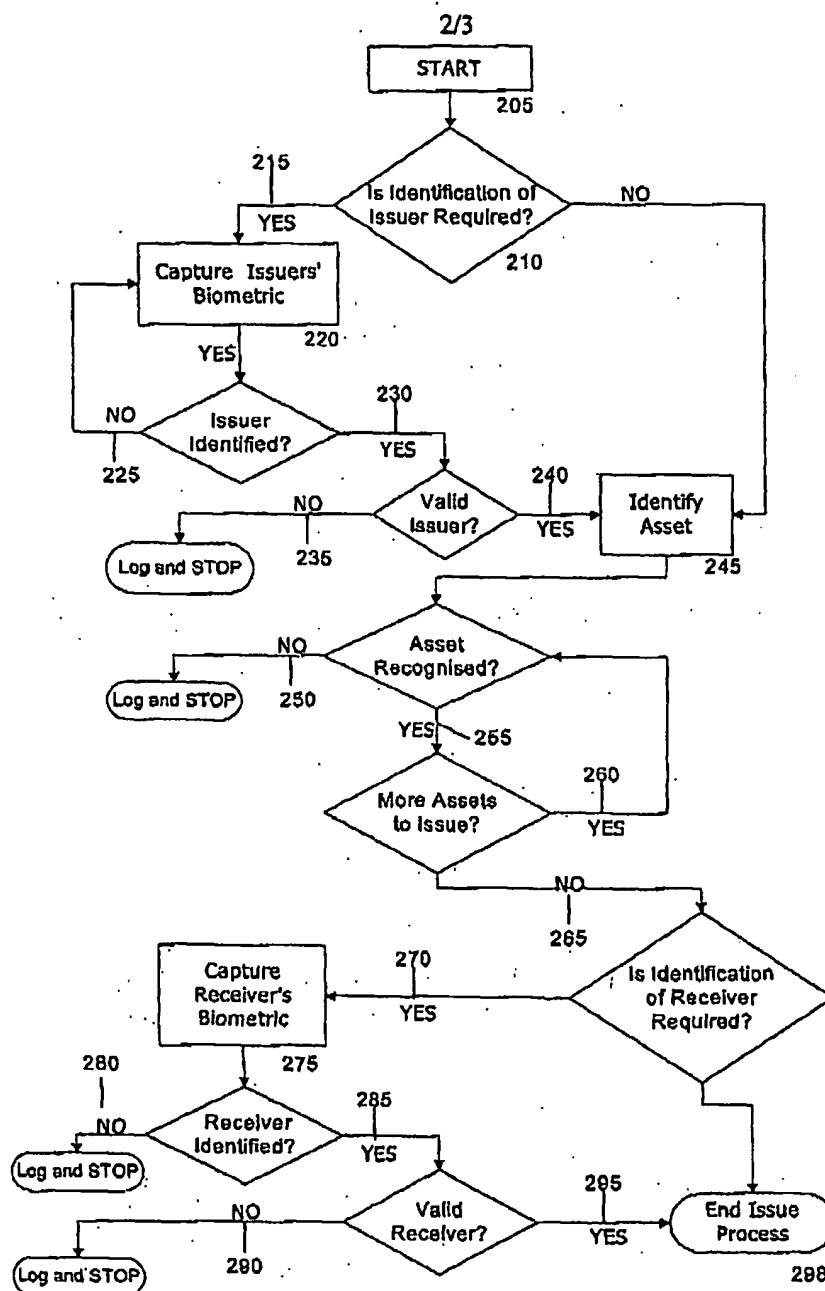 2/3
START
205
215
Is Identification of
Issuer Required?
NO
YES
210
Capture Issuers'
Biometric
220
YES
NO
225
Issuer
Identified?
230
YES
NO
235
Valid
Issuer?
240
YES
Identify
Asset
245
Log and STOP
NO
250
Asset
Recognised?
Log and STOP
YES
255
More Assets
to Issue?
260
YES
NO
265
Capture
Receiver's
Biometric
270
YES
Is Identification
of Receiver
Required?
275
280
NO
Receiver
Identified?
285
YES
Log and STOP
NO
290
Valid
Receiver?
295
YES
End Issue
Process
Log and STOP
298